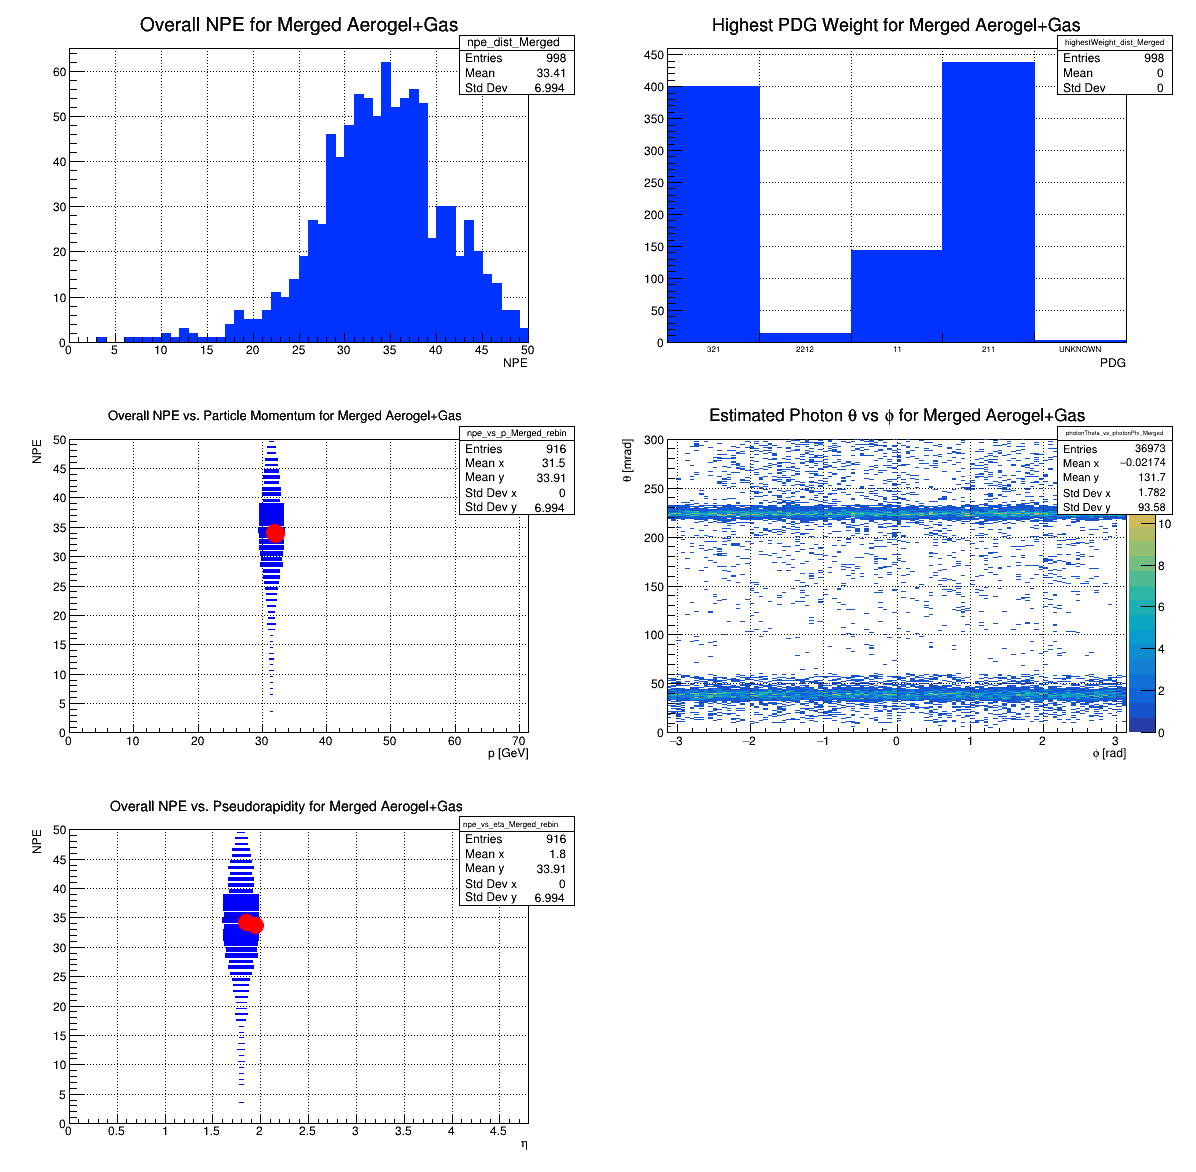 Overall NPE for Merged Aerogel+Gas
npe_dist_Merged
Entries 998
Mean 33.41
Std Dev 6.994
60
50
40
30
20
10
0
0 5 10 15 20 25 30 35 40 45 50
NPE
Highest PDG Weight for Merged Aerogel+Gas
highestWeight_dist_Merged
Entries 998
Mean 0
Std Dev 0
450
400
350
300
250
200
150
100
50
0
321 2212 11 211 UNKNOWN
PDG
Overall NPE vs. Particle Momentum for Merged Aerogel+Gas
npe_vs_p_Merged_rebin
Entries 916
Mean x 31.5
Mean y 33.91
Std Dev x 0
Std Dev y 6.994
NPE
50
45
40
35
30
25
20
15
10
5
0
0 10 20 30 40 50 60 70
p [GeV]
Estimated Photon θ vs ϕ for Merged Aerogel+Gas
photonTheta_vs_photonPhi_Merged
Entries 36973
Mean x −0.02174
Mean y 131.7
Std Dev x 1.782
Std Dev y 93.58
θ [mrad]
300
250
200
150
100
50
0
−3 −2 −1 0 1 2 3
ϕ [rad]
10
8
6
4
2
0
Overall NPE vs. Pseudorapidity for Merged Aerogel+Gas
npe_vs_eta_Merged_rebin
Entries 916
Mean x 1.8
Mean y 33.91
Std Dev x 0
Std Dev y 6.994
NPE
50
45
40
35
30
25
20
15
10
5
0
0 0.5 1 1.5 2 2.5 3 3.5 4 4.5
η